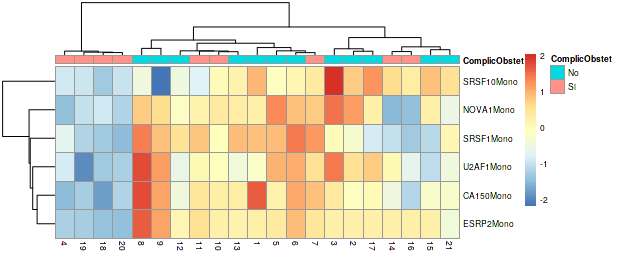 ComplicObstet
2
1
0
-1
-2
ComplicObstet
No
SI
SRSF10Mono
NOVA1Mono
SRSF1Mono
U2AF1Mono
CA150Mono
ESRP2Mono
4 19 18 20 8 9 12 11 10 13 1 5 6 7 3 2 17 14 16 15 21